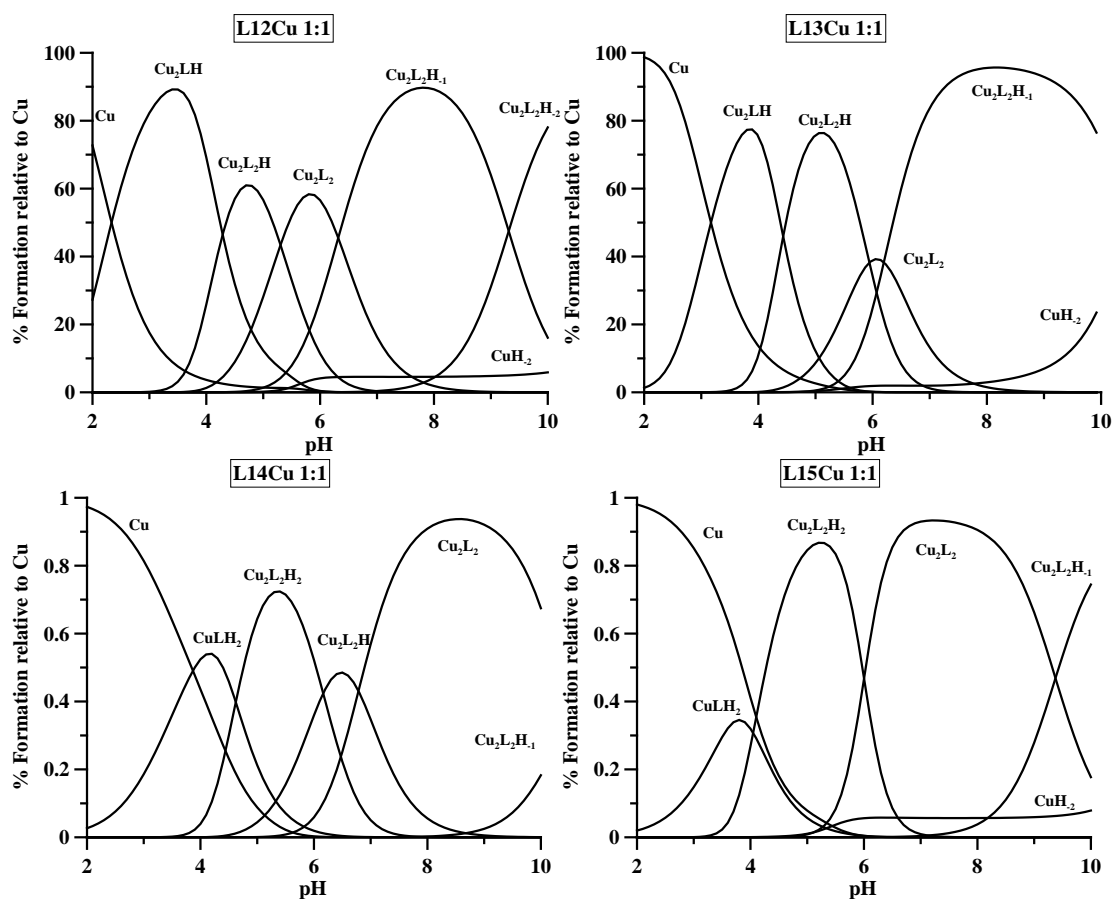 L12Cu 1:1
% Formation relative to Cu
100
80
60
40
20
0
Cu
Cu₂LH
Cu₂L₂H
Cu₂L₂
Cu₂L₂H₋₁
Cu₂L₂H₋₂
CuH₋₂
2 4 6 8 10
pH
L13Cu 1:1
% Formation relative to Cu
100
80
60
40
20
0
Cu
Cu₂LH
Cu₂L₂H
Cu₂L₂
Cu₂L₂H₋₁
CuH₋₂
2 4 6 8 10
pH
L14Cu 1:1
% Formation relative to Cu
1
0.8
0.6
0.4
0.2
0
Cu
CuLH₂
Cu₂L₂H₂
Cu₂L₂H
Cu₂L₂
Cu₂L₂H₋₁
2 4 6 8 10
pH
L15Cu 1:1
% Formation relative to Cu
1
0.8
0.6
0.4
0.2
0
Cu
CuLH₂
Cu₂L₂H₂
Cu₂L₂
Cu₂L₂H₋₁
CuH₋₂
2 4 6 8 10
pH